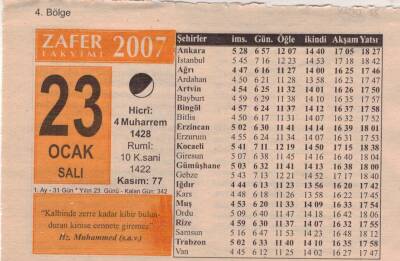 4. Bölge
ZAFER 2007
TAKVİMİ
23
OCAK
SALI
Hicrî:
4 Muharrem
1428
Rumî:
10 K.sani
1422
Kasım: 77
1. Ay - 31 Gün * Yılın 23. Günü - Kalan Gün: 342
"Kalbinde zerre kadar kibir bulun-
duran kimse cennete giremez."
Hz. Muhammed (s.a.v.)
Şehirler ims. Gün. Öğle ikindi Akşam Yatsı
Ankara 5 28 6 57 12 07 14 40 17 05 18 27
İstanbul 5 45 7 16 12 23 14 53 17 18 18 42
Ağrı 4 47 6 16 11 27 14 00 16 25 17 46
Ardahan 4 50 6 21 11 28 13 58 16 23 17 47
Artvin 4 54 6 25 11 32 14 01 16 26 17 50
Bayburt 4 59 6 29 11 38 14 10 16 35 17 57
Bingöl 4 57 6 24 11 37 14 12 16 37 17 58
Bitlis 4 50 6 17 11 31 14 07 16 32 17 52
Erzincan 5 02 6 30 11 41 14 14 16 39 18 01
Erzurum 4 55 6 24 11 34 14 07 16 32 17 54
Kocaeli 5 41 7 11 12 19 14 50 17 15 18 38
Giresun 5 07 6 38 11 45 14 16 16 40 18 04
Gümüşhane 5 03 6 32 11 41 14 13 16 38 18 00
Gebze 5 43 7 13 12 21 14 52 17 17 18 40
Iğdır 4 44 6 13 11 23 13 56 16 20 17 42
Kars 4 48 6 18 11 26 13 58 16 22 17 45
Muş 4 53 6 20 11 33 14 09 16 33 17 54
Ordu 5 09 6 40 11 47 14 18 16 42 18 06
Rize 4 59 6 30 11 37 14 07 16 32 17 55
Samsun 5 16 6 47 11 54 14 23 16 48 18 12
Trabzon 5 02 6 33 11 40 14 10 16 35 17 58
Van 4 45 6 12 11 25 14 02 16 27 17 47